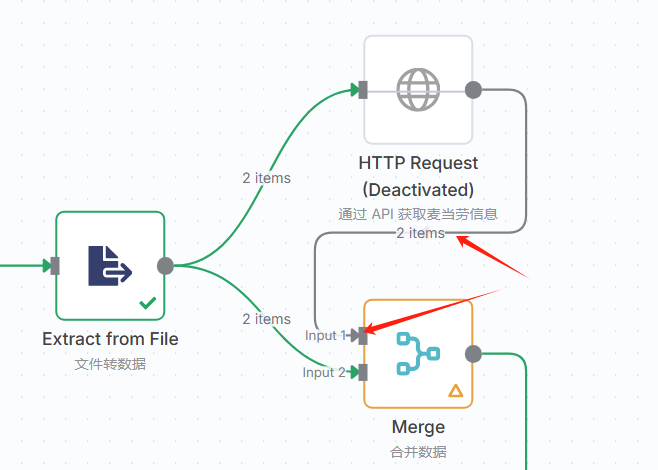 2 items
HTTP Request
(Deactivated)
通过 API 获取麦当劳信息
2 items
Extract from File
文件转数据
2 items
Input 1
Input 2
Merge
合并数据